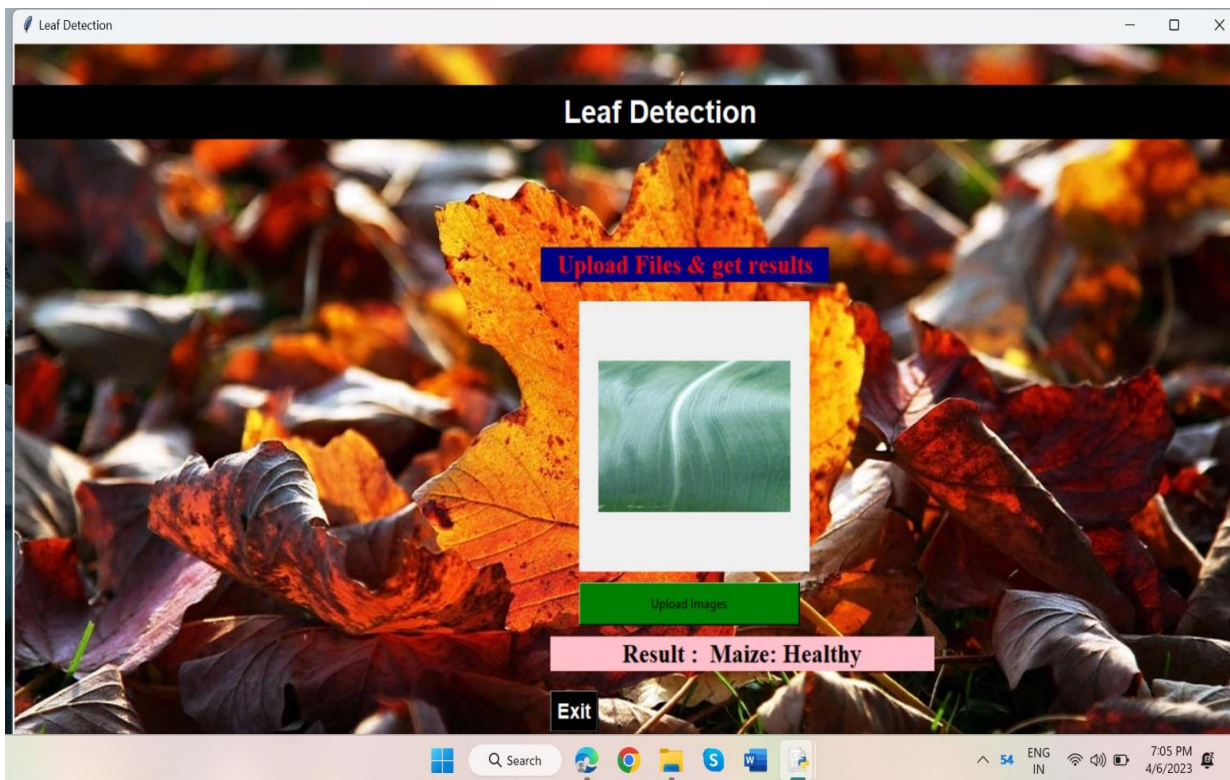 Leaf Detection
Leaf Detection
Upload Files & get results
Upload Images
Result : Maize: Healthy
Exit
Search
54
ENG
IN
7:05 PM
4/6/2023